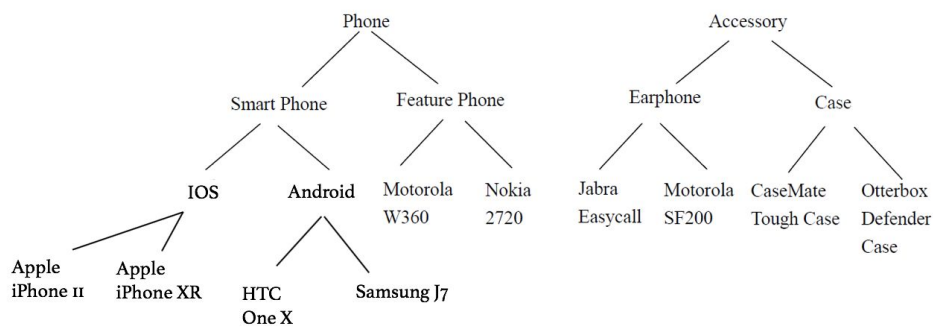 Phone
Accessory
Smart Phone
Feature Phone
Earphone
Case
IOS
Android
Motorola
W360
Nokia
2720
Jabra
Easycall
Motorola
SF200
CaseMate
Tough Case
Otterbox
Defender
Case
Apple
iPhone 11
Apple
iPhone XR
HTC
One X
Samsung J7